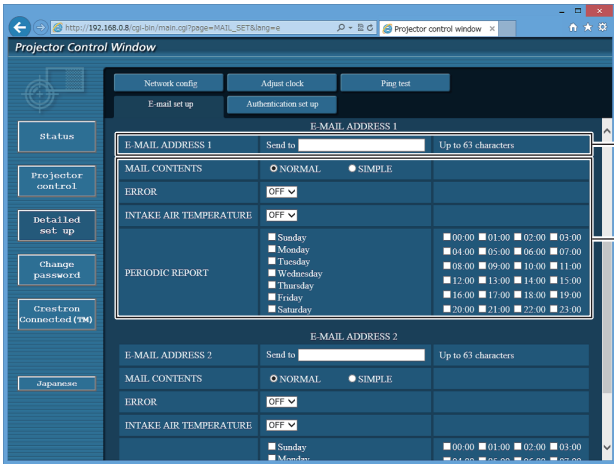 http://192.168.0.8/cgi-bin/main.cgi?page=MAIL_SET&lang=e
Projector control window
Projector Control Window
Network config Adjust clock Ping test
E-mail set up Authentication set up
Status
Projector control
Detailed set up
Change password
Crestron Connected(TM)
Japanese
E-MAIL ADDRESS 1
E-MAIL ADDRESS 1 Send to Up to 63 characters
MAIL CONTENTS NORMAL SIMPLE
ERROR OFF
INTAKE AIR TEMPERATURE OFF
PERIODIC REPORT
Sunday 00:00 01:00 02:00 03:00
Monday 04:00 05:00 06:00 07:00
Tuesday 08:00 09:00 10:00 11:00
Wednesday 12:00 13:00 14:00 15:00
Thursday 16:00 17:00 18:00 19:00
Friday 20:00 21:00 22:00 23:00
Saturday
E-MAIL ADDRESS 2
E-MAIL ADDRESS 2 Send to Up to 63 characters
MAIL CONTENTS NORMAL SIMPLE
ERROR OFF
INTAKE AIR TEMPERATURE OFF
Sunday 00:00 01:00 02:00 03:00
Monday 04:00 05:00 06:00 07:00